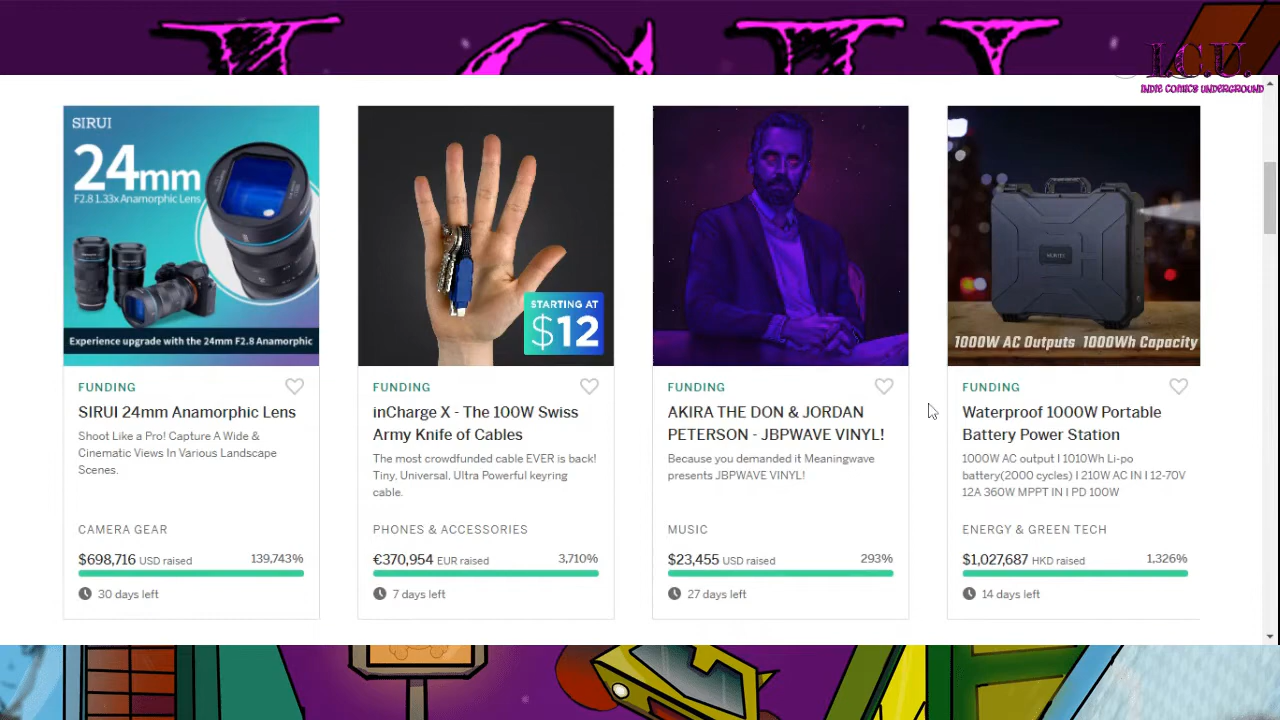 I.C.U.
I.C.U.
INDIE COMICS UNDERGROUND
SIRUI
24mm
F2.8 1.33x Anamorphic Lens
Experience upgrade with the 24mm F2.8 Anamorphic
FUNDING
SIRUI 24mm Anamorphic Lens
Shoot Like a Pro! Capture A Wide &
Cinematic Views In Various Landscape
Scenes.
CAMERA GEAR
$698,716 USD raised 139,743%
30 days left
STARTING AT
$12
FUNDING
inCharge X - The 100W Swiss
Army Knife of Cables
The most crowdfunded cable EVER is back!
Tiny, Universal, Ultra Powerful keyring
cable.
PHONES & ACCESSORIES
€370,954 EUR raised 3,710%
7 days left
FUNDING
AKIRA THE DON & JORDAN
PETERSON - JBPWAVE VINYL!
Because you demanded it Meaningwave
presents JBPWAVE VINYL!
MUSIC
$23,455 USD raised 293%
27 days left
1000W AC Outputs 1000Wh Capacity
FUNDING
Waterproof 1000W Portable
Battery Power Station
1000W AC output l 1010Wh Li-po
battery(2000 cycles) l 210W AC IN l 12-70V
12A 360W MPPT IN l PD 100W
ENERGY & GREEN TECH
$1,027,687 HKD raised 1,326%
14 days left